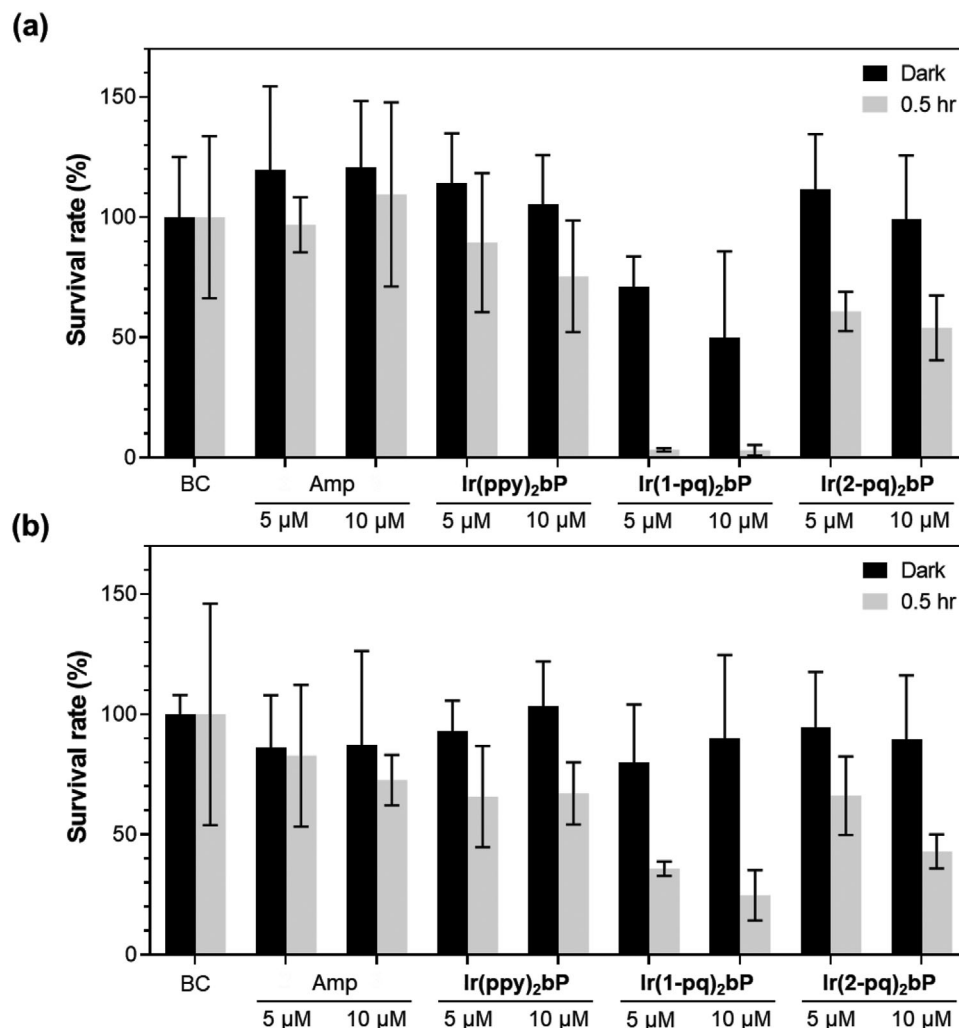 (a)
Survival rate (%)
150
100
50
0
Dark
0.5 hr
BC Amp Ir(ppy)₂bP Ir(1-pq)₂bP Ir(2-pq)₂bP
5 µM 10 µM 5 µM 10 µM 5 µM 10 µM 5 µM 10 µM
(b)
Survival rate (%)
150
100
50
0
Dark
0.5 hr
BC Amp Ir(ppy)₂bP Ir(1-pq)₂bP Ir(2-pq)₂bP
5 µM 10 µM 5 µM 10 µM 5 µM 10 µM 5 µM 10 µM